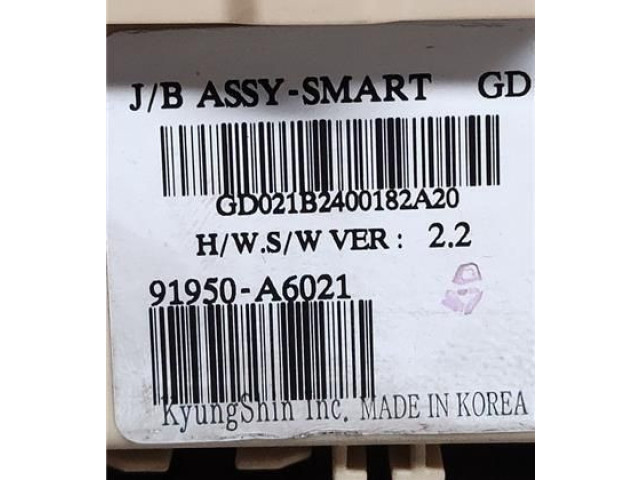 J/B ASSY-SMART GD
GD021B2400182A20
H/W.S/W VER : 2.2
91950-A6021
KyungShin Inc. MADE IN KOREA